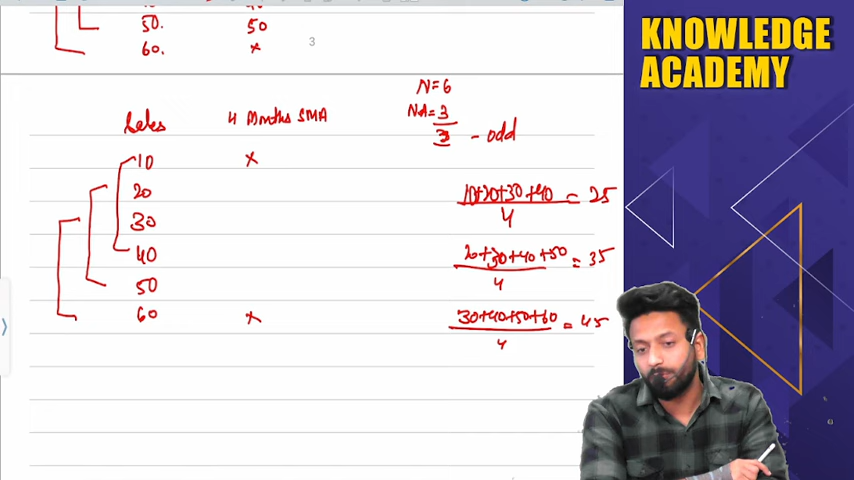 KNOWLEDGE
ACADEMY
50. 50
60. x
3
N=6
Sales 4 Months SMA
NA=3
3 - odd
10 x
20 10+20+30+40 = 25
30 4
40 20+30+40+50 = 35
50 4
60 x 30+40+50+60 = 45
4